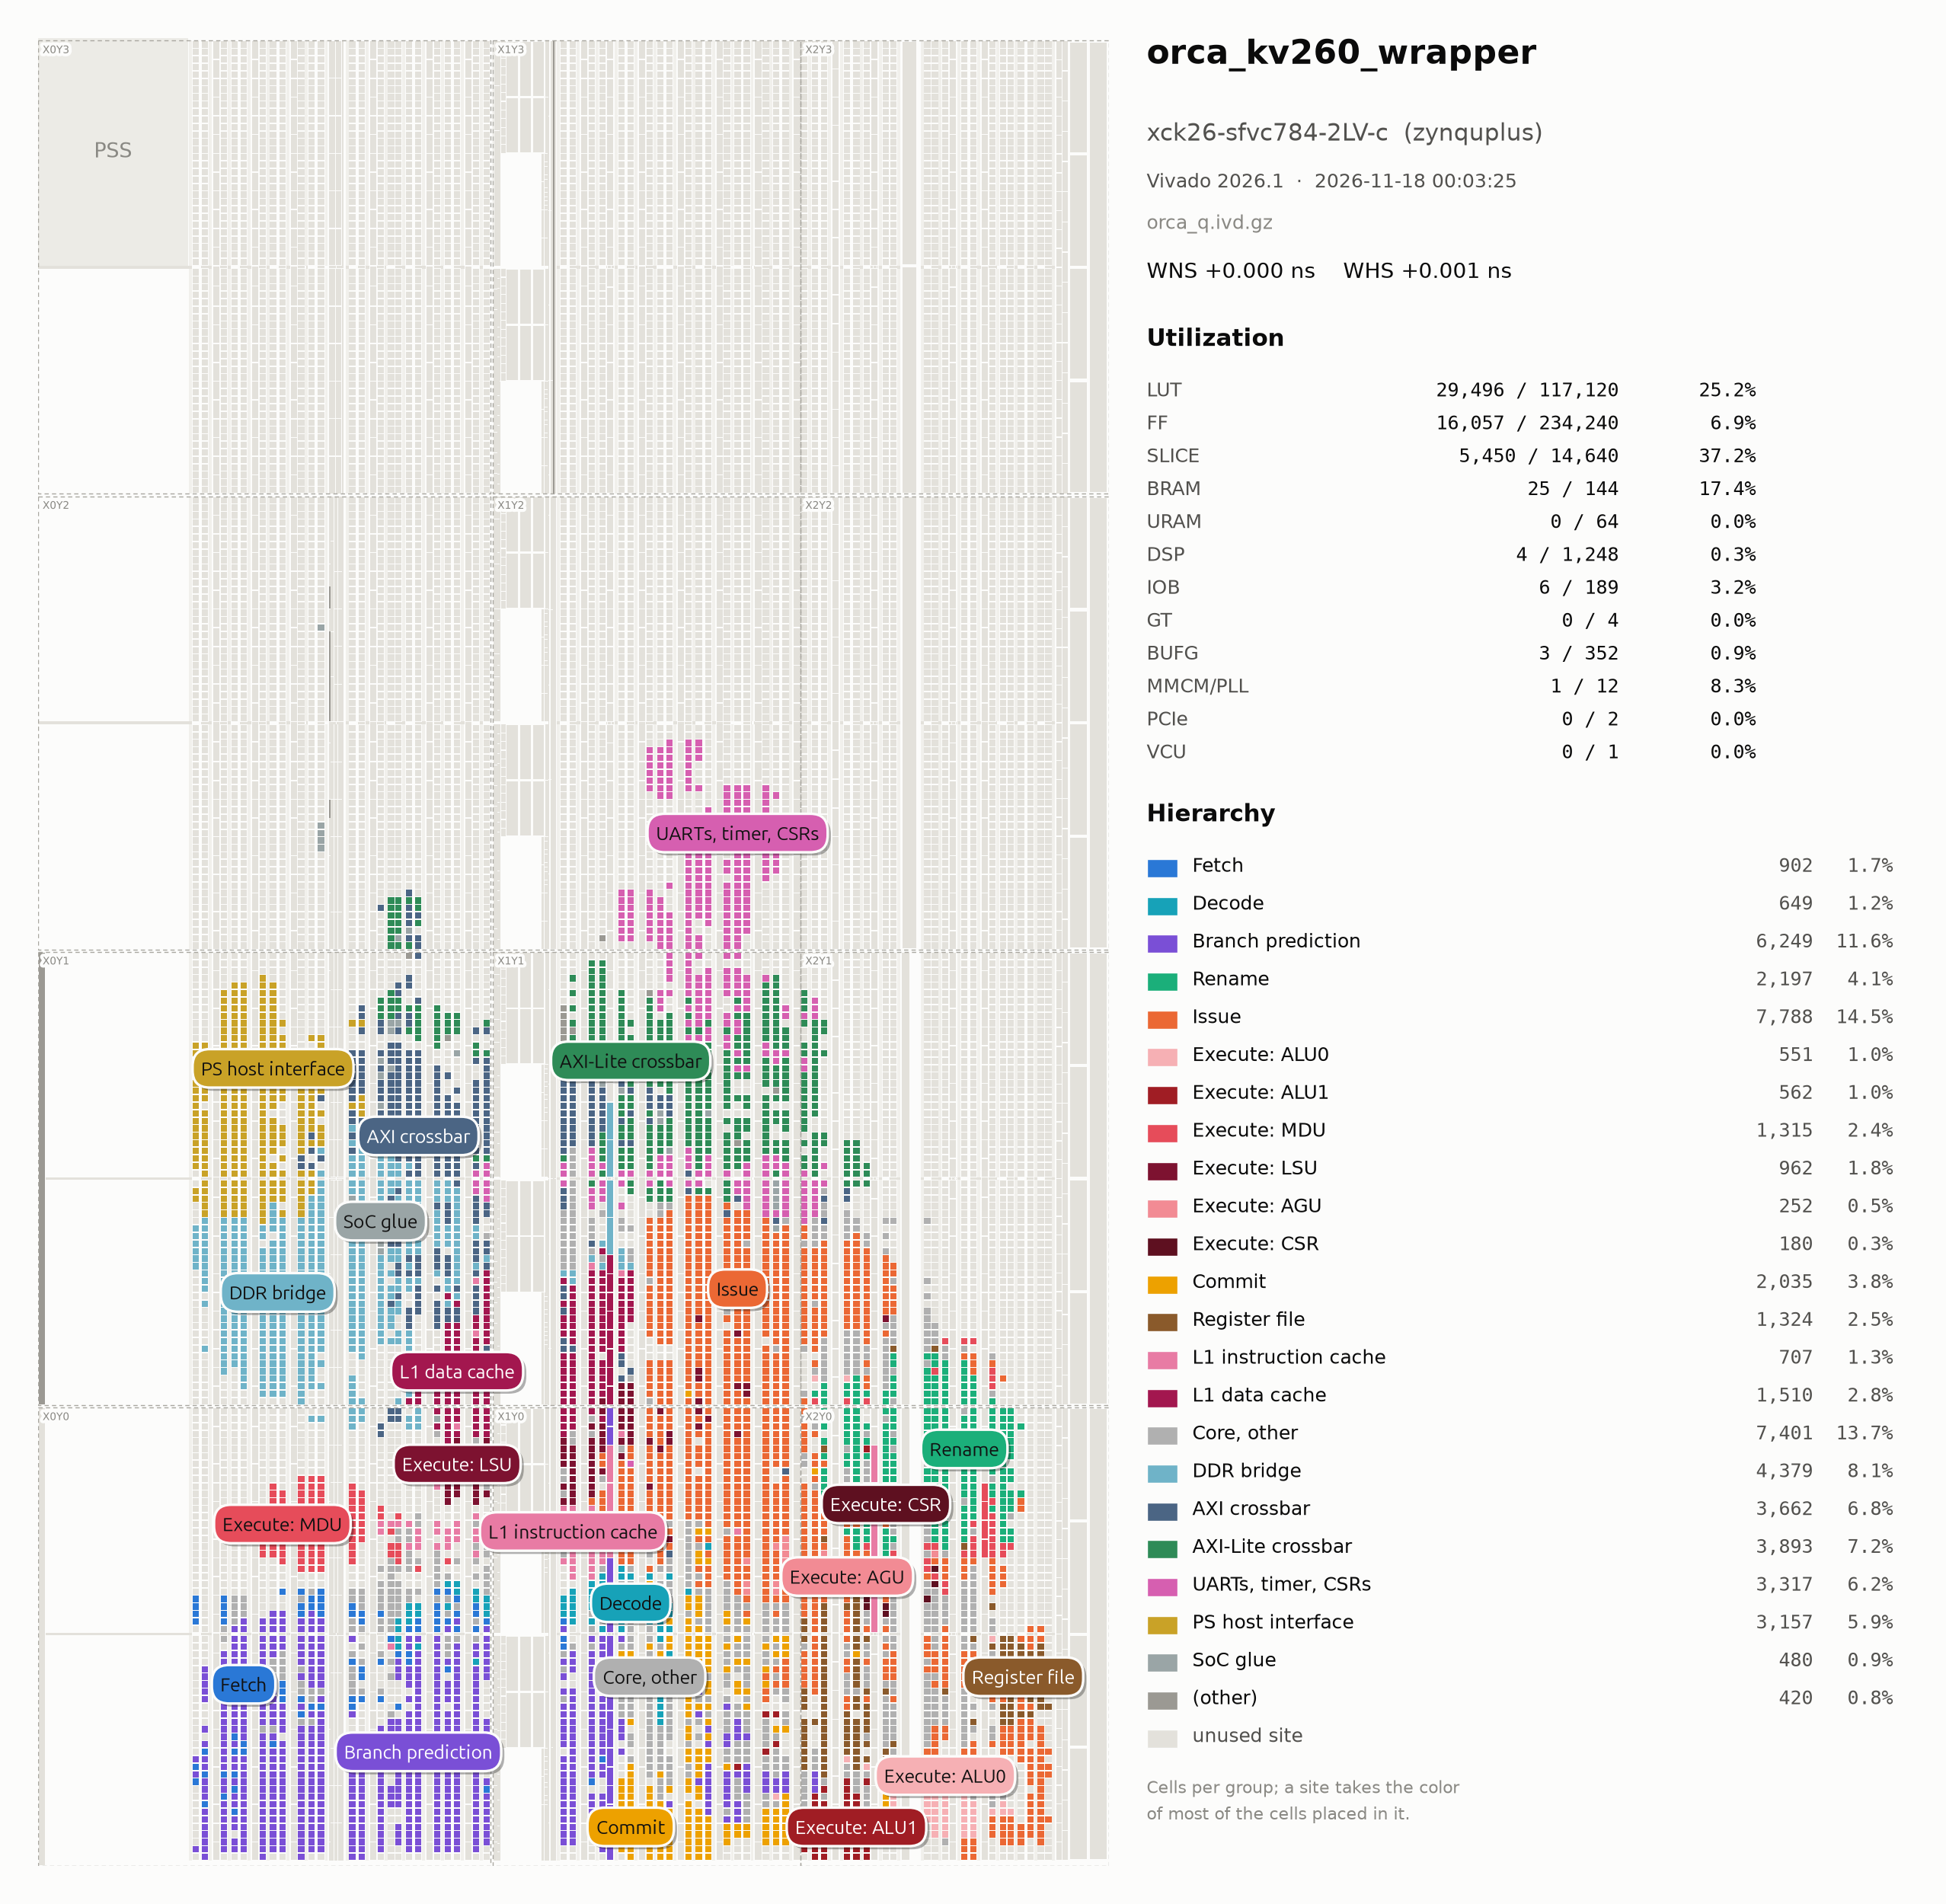 X0Y3
X1Y3
X2Y3
PSS
X0Y2
X1Y2
X2Y2
UARTs, timer, CSRs
X0Y1
X1Y1
X2Y1
PS host interface
AXI-Lite crossbar
AXI crossbar
SoC glue
DDR bridge
Issue
L1 data cache
X0Y0
X1Y0
X2Y0
Rename
Execute: LSU
Execute: CSR
Execute: MDU
L1 instruction cache
Execute: AGU
Decode
Core, other
Register file
Fetch
Branch prediction
Execute: ALU0
Commit
Execute: ALU1
orca_kv260_wrapper
xck26-sfvc784-2LV-c (zynquplus)
Vivado 2026.1 · 2026-11-18 00:03:25
orca_q.ivd.gz
WNS +0.000 ns WHS +0.001 ns
Utilization
LUT 29,496 / 117,120 25.2%
FF 16,057 / 234,240 6.9%
SLICE 5,450 / 14,640 37.2%
BRAM 25 / 144 17.4%
URAM 0 / 64 0.0%
DSP 4 / 1,248 0.3%
IOB 6 / 189 3.2%
GT 0 / 4 0.0%
BUFG 3 / 352 0.9%
MMCM/PLL 1 / 12 8.3%
PCIe 0 / 2 0.0%
VCU 0 / 1 0.0%
Hierarchy
Fetch 902 1.7%
Decode 649 1.2%
Branch prediction 6,249 11.6%
Rename 2,197 4.1%
Issue 7,788 14.5%
Execute: ALU0 551 1.0%
Execute: ALU1 562 1.0%
Execute: MDU 1,315 2.4%
Execute: LSU 962 1.8%
Execute: AGU 252 0.5%
Execute: CSR 180 0.3%
Commit 2,035 3.8%
Register file 1,324 2.5%
L1 instruction cache 707 1.3%
L1 data cache 1,510 2.8%
Core, other 7,401 13.7%
DDR bridge 4,379 8.1%
AXI crossbar 3,662 6.8%
AXI-Lite crossbar 3,893 7.2%
UARTs, timer, CSRs 3,317 6.2%
PS host interface 3,157 5.9%
SoC glue 480 0.9%
(other) 420 0.8%
unused site
Cells per group; a site takes the color
of most of the cells placed in it.